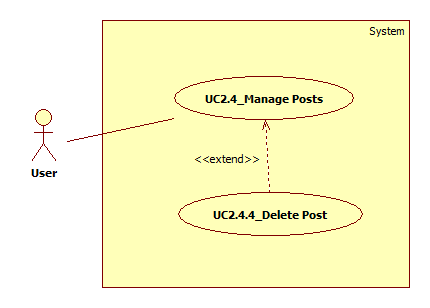 System
UC2.4_Manage Posts
<<extend>>
User
UC2.4.4_Delete Post